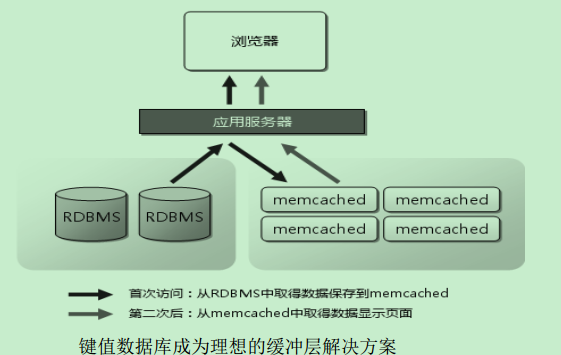 浏览器
应用服务器
RDBMS RDBMS
memcached memcached
memcached memcached
首次访问：从RDBMS中取得数据保存到memcached
第二次后：从memcached中取得数据显示页面
键值数据库成为理想的缓冲层解决方案